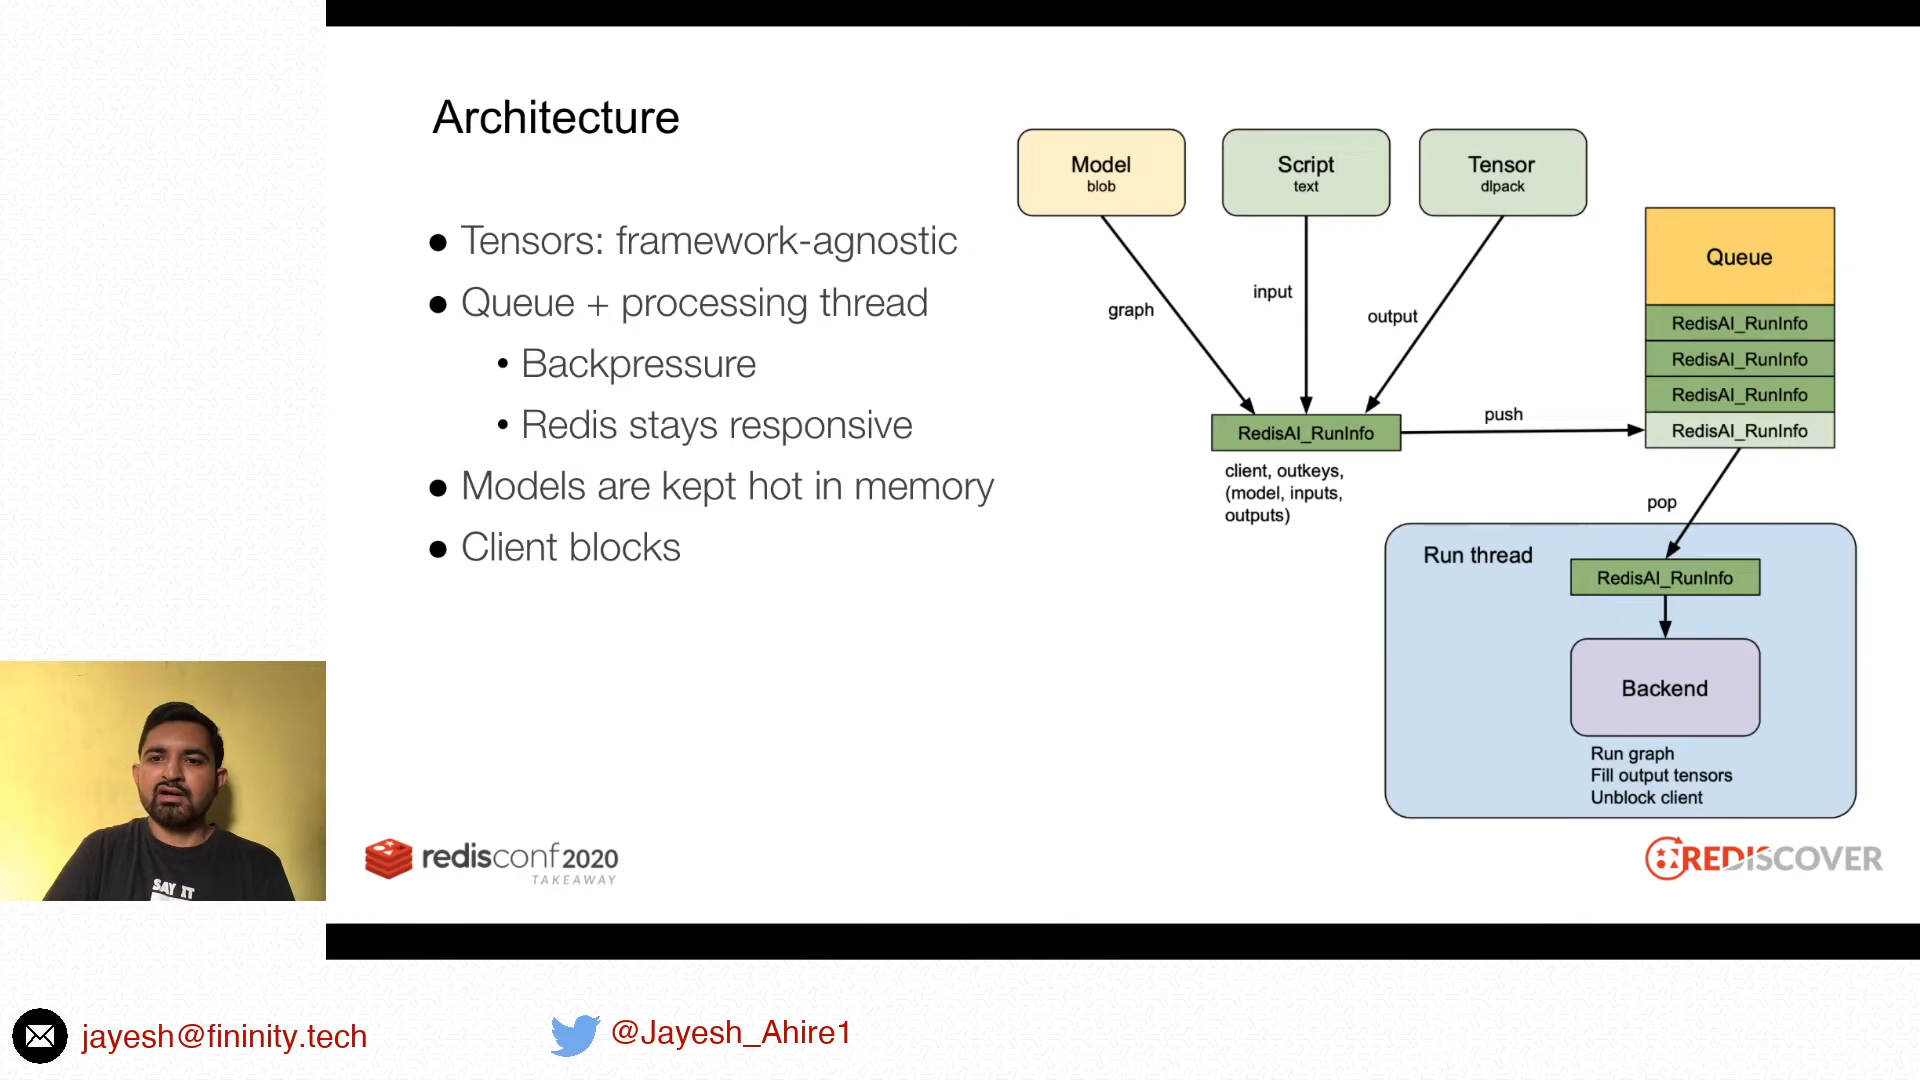 Architecture
● Tensors: framework-agnostic
● Queue + processing thread
• Backpressure
• Redis stays responsive
● Models are kept hot in memory
● Client blocks
Model
blob
Script
text
Tensor
dlpack
graph
input
output
RedisAI_RunInfo
client, outkeys,
(model, inputs,
outputs)
push
Queue
RedisAI_RunInfo
RedisAI_RunInfo
RedisAI_RunInfo
RedisAI_RunInfo
pop
Run thread
RedisAI_RunInfo
Backend
Run graph
Fill output tensors
Unblock client
SAY IT
redisconf 2020
TAKEAWAY
REDISCOVER
jayesh@fininity.tech
@Jayesh_Ahire1